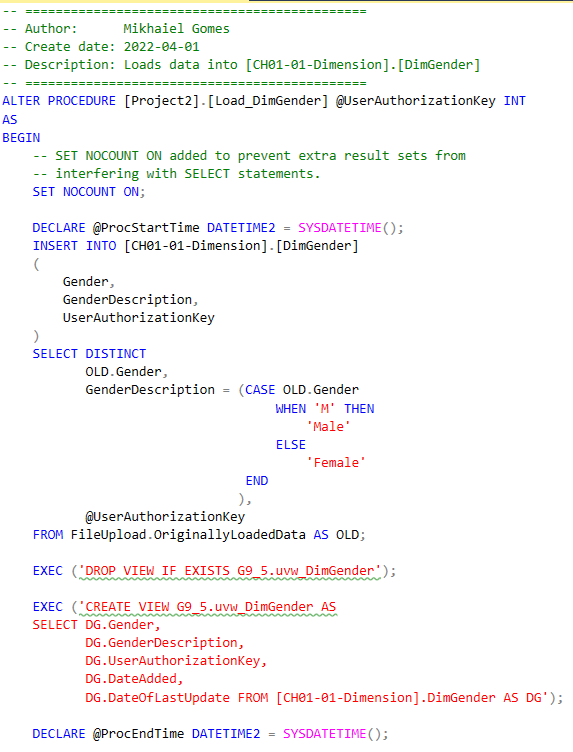 -- =============================================
-- Author:      Mikhaiel Gomes
-- Create date: 2022-04-01
-- Description: Loads data into [CH01-01-Dimension].[DimGender]
-- =============================================
ALTER PROCEDURE [Project2].[Load_DimGender] @UserAuthorizationKey INT
AS
BEGIN
    -- SET NOCOUNT ON added to prevent extra result sets from
    -- interfering with SELECT statements.
    SET NOCOUNT ON;

    DECLARE @ProcStartTime DATETIME2 = SYSDATETIME();
    INSERT INTO [CH01-01-Dimension].[DimGender]
    (
        Gender,
        GenderDescription,
        UserAuthorizationKey
    )
    SELECT DISTINCT
           OLD.Gender,
           GenderDescription = (CASE OLD.Gender
                                    WHEN 'M' THEN
                                        'Male'
                                    ELSE
                                        'Female'
                                END
                               ),
           @UserAuthorizationKey
    FROM FileUpload.OriginallyLoadedData AS OLD;

    EXEC ('DROP VIEW IF EXISTS G9_5.uvw_DimGender');

    EXEC ('CREATE VIEW G9_5.uvw_DimGender AS
    SELECT DG.Gender,
           DG.GenderDescription,
           DG.UserAuthorizationKey,
           DG.DateAdded,
           DG.DateOfLastUpdate FROM [CH01-01-Dimension].DimGender AS DG');

    DECLARE @ProcEndTime DATETIME2 = SYSDATETIME();